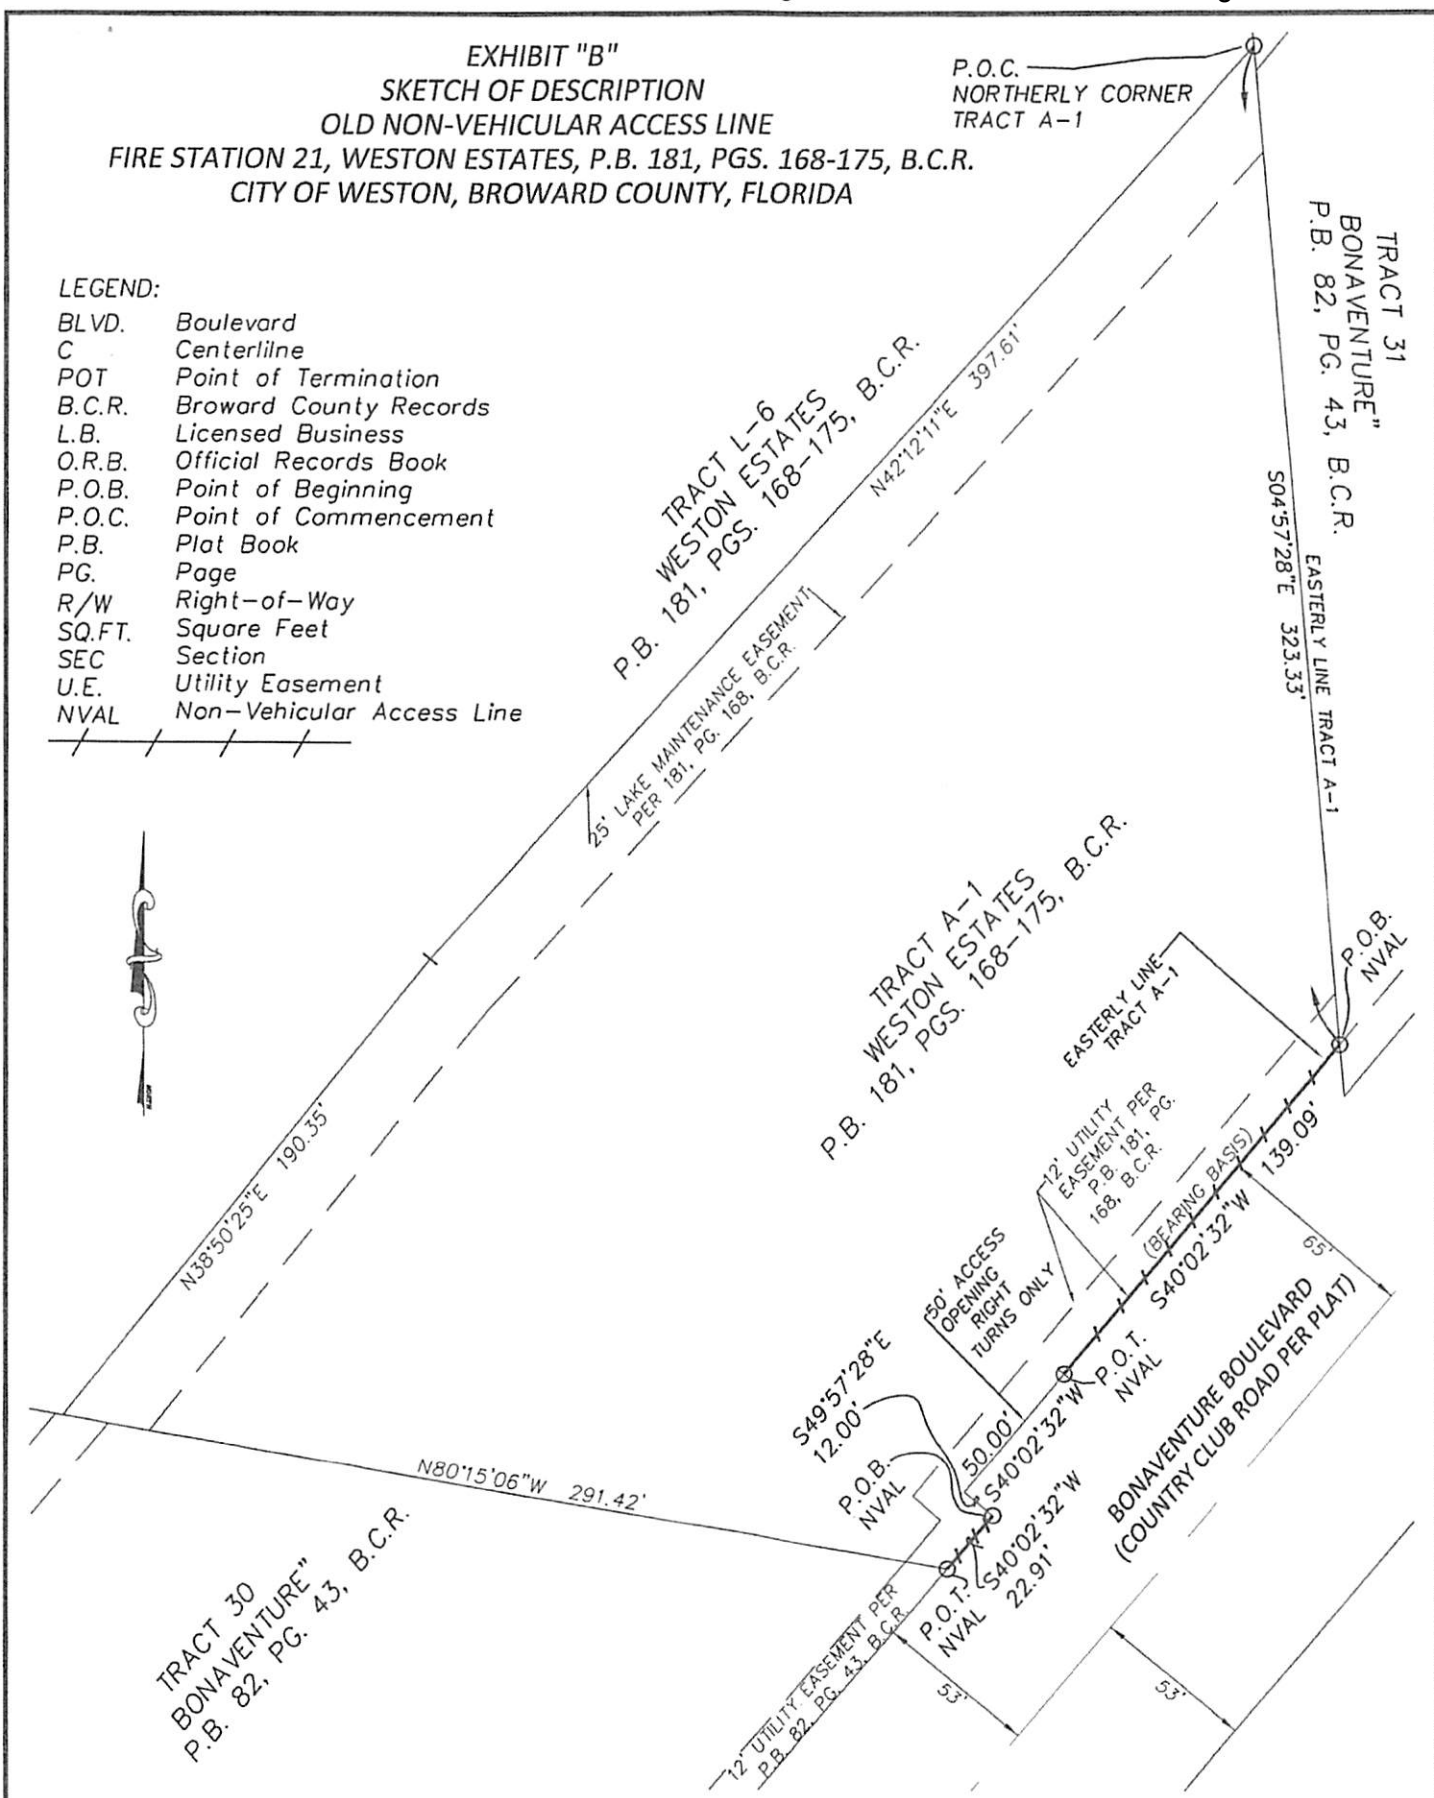 EXHIBIT "B"
SKETCH OF DESCRIPTION
OLD NON-VEHICULAR ACCESS LINE
FIRE STATION 21, WESTON ESTATES, P.B. 181, PGS. 168-175, B.C.R.
CITY OF WESTON, BROWARD COUNTY, FLORIDA
P.O.C.
NORTHERLY CORNER
TRACT A-1
LEGEND:
BLVD. Boulevard
C Centerlilne
POT Point of Termination
B.C.R. Broward County Records
L.B. Licensed Business
O.R.B. Official Records Book
P.O.B. Point of Beginning
P.O.C. Point of Commencement
P.B. Plat Book
PG. Page
R/W Right-of-Way
SQ.FT. Square Feet
SEC Section
U.E. Utility Easement
NVAL Non-Vehicular Access Line
TRACT 31
BONAVENTURE"
P.B. 82, PG. 43, B.C.R.
TRACT L-6
WESTON ESTATES
P.B. 181, PGS. 168-175, B.C.R.
N42°12'11"E 397.61'
S04°57'28"E 323.33'
EASTERLY LINE TRACT A-1
25' LAKE MAINTENANCE EASEMENT
PER 181, PG. 168, B.C.R.
TRACT A-1
WESTON ESTATES
P.B. 181, PGS. 168-175, B.C.R.
P.O.B.
NVAL
EASTERLY LINE
TRACT A-1
NORTH
N38°50'25"E 190.35'
12' UTILITY
EASEMENT PER
P.B. 181, PG.
168, B.C.R.
(BEARING BASIS)
S40°02'32"W 139.09'
65'
50' ACCESS
OPENING
RIGHT
TURNS ONLY
P.O.T.
NVAL
BONAVENTURE BOULEVARD
(COUNTRY CLUB ROAD PER PLAT)
S49°57'28"E
12.00'
P.O.B.
NVAL
50.00'
S40°02'32"W
N80°15'06"W 291.42'
S40°02'32"W
22.91'
P.O.T.
NVAL
TRACT 30
BONAVENTURE"
P.B. 82, PG. 43, B.C.R.
12' UTILITY EASEMENT PER
P.B. 82, PG. 43, B.C.R.
53'
53'